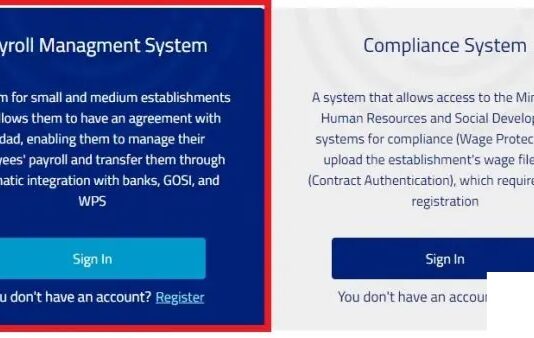 yroll Managment System
m for small and medium establishments
llows them to have an agreement with
dad, enabling them to manage their
yees' payroll and transfer them through
matic integration with banks, GOSI, and
WPS
Sign In
u don't have an account? Register
Compliance System
A system that allows access to the Min
Human Resources and Social Develop
systems for compliance (Wage Protec
upload the establishment's wage file
(Contract Authentication), which require
registration
Sign In
You don't have an accou